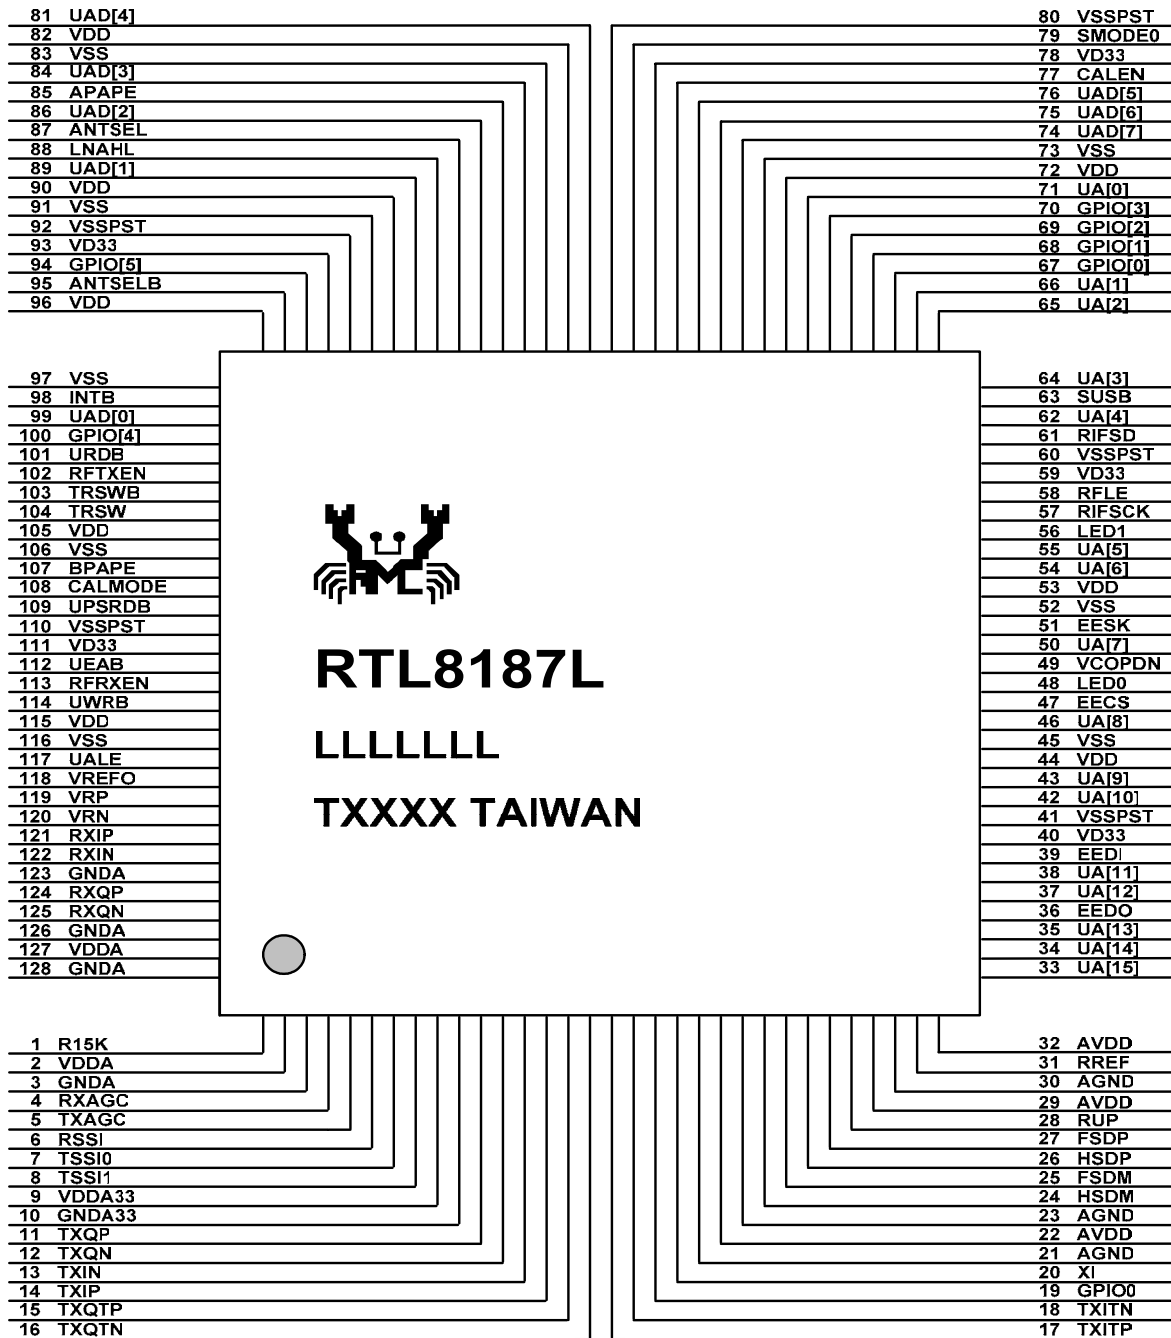 81 UAD[4]
82 VDD
83 VSS
84 UAD[3]
85 APAPE
86 UAD[2]
87 ANTSEL
88 LNAHL
89 UAD[1]
90 VDD
91 VSS
92 VSSPST
93 VD33
94 GPIO[5]
95 ANTSELB
96 VDD
80 VSSPST
79 SMODE0
78 VD33
77 CALEN
76 UAD[5]
75 UAD[6]
74 UAD[7]
73 VSS
72 VDD
71 UA[0]
70 GPIO[3]
69 GPIO[2]
68 GPIO[1]
67 GPIO[0]
66 UA[1]
65 UA[2]
97 VSS
98 INTB
99 UAD[0]
100 GPIO[4]
101 URDB
102 RFTXEN
103 TRSWB
104 TRSW
105 VDD
106 VSS
107 BPAPE
108 CALMODE
109 UPSRDB
110 VSSPST
111 VD33
112 UEAB
113 RFRXEN
114 UWRB
115 VDD
116 VSS
117 UALE
118 VREFO
119 VRP
120 VRN
121 RXIP
122 RXIN
123 GNDA
124 RXQP
125 RXQN
126 GNDA
127 VDDA
128 GNDA
RTL8187L
LLLLLLL
TXXXX TAIWAN
64 UA[3]
63 SUSB
62 UA[4]
61 RIFSD
60 VSSPST
59 VD33
58 RFLE
57 RIFSCK
56 LED1
55 UA[5]
54 UA[6]
53 VDD
52 VSS
51 EESK
50 UA[7]
49 VCOPDN
48 LED0
47 EECS
46 UA[8]
45 VSS
44 VDD
43 UA[9]
42 UA[10]
41 VSSPST
40 VD33
39 EEDI
38 UA[11]
37 UA[12]
36 EEDO
35 UA[13]
34 UA[14]
33 UA[15]
1 R15K
2 VDDA
3 GNDA
4 RXAGC
5 TXAGC
6 RSSI
7 TSSI0
8 TSSI1
9 VDDA33
10 GNDA33
11 TXQP
12 TXQN
13 TXIN
14 TXIP
15 TXQTP
16 TXQTN
32 AVDD
31 RREF
30 AGND
29 AVDD
28 RUP
27 FSDP
26 HSDP
25 FSDM
24 HSDM
23 AGND
22 AVDD
21 AGND
20 XI
19 GPIO0
18 TXITN
17 TXITP